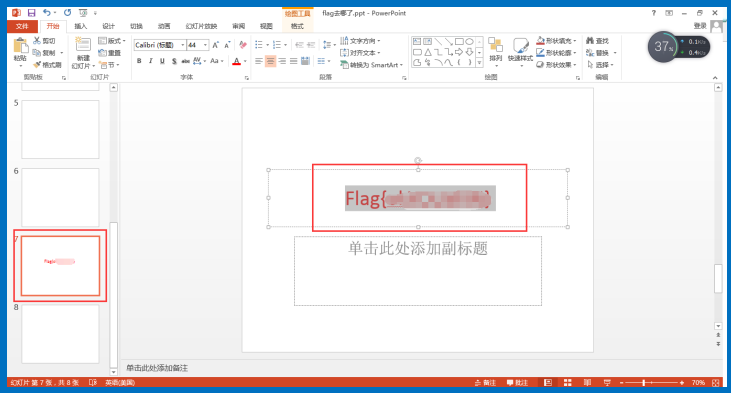 flag去哪了.ppt - PowerPoint
绘图工具
文件 开始 插入 设计 切换 动画 幻灯片放映 审阅 视图 格式
登录
粘贴
剪切
复制
格式刷
剪贴板
新建
幻灯片
版式
重置
节
幻灯片
Calibri (标题) 44
B I U S abc AV Aa A
字体
文字方向
对齐文本
转换为 SmartArt
段落
排列 快速样式
形状填充
形状轮廓
形状效果
绘图
查找
替换
选择
编辑
37%
5
6
7
8
Flag{
单击此处添加副标题
单击此处添加备注
幻灯片 第 7 张，共 8 张 英语(美国)
备注 批注 70%